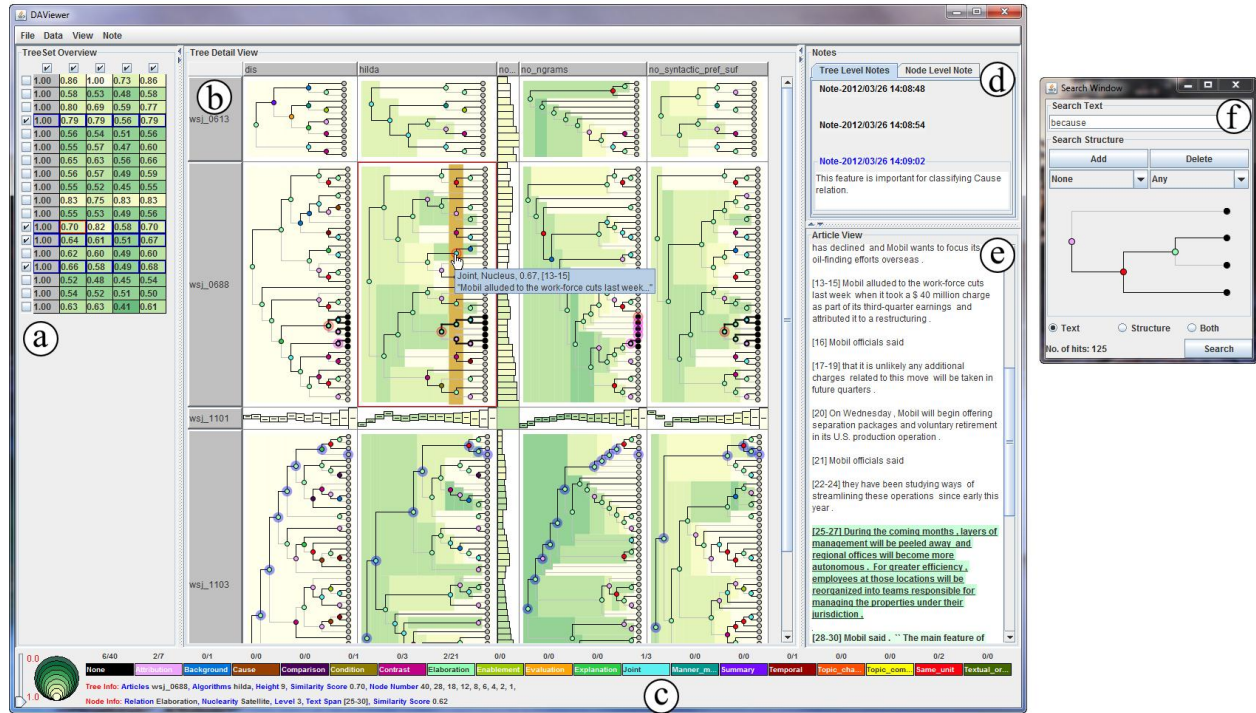 DAViewer
File Data View Note
TreeSet Overview
1.00 0.86 1.00 0.73 0.86
1.00 0.58 0.53 0.48 0.58
1.00 0.80 0.69 0.59 0.77
1.00 0.79 0.79 0.56 0.79
1.00 0.56 0.54 0.51 0.56
1.00 0.55 0.57 0.47 0.60
1.00 0.65 0.63 0.56 0.66
1.00 0.56 0.57 0.49 0.59
1.00 0.55 0.52 0.45 0.55
1.00 0.83 0.75 0.83 0.83
1.00 0.55 0.53 0.49 0.56
1.00 0.70 0.82 0.58 0.70
1.00 0.64 0.61 0.51 0.67
1.00 0.62 0.60 0.49 0.60
1.00 0.66 0.58 0.49 0.68
1.00 0.52 0.48 0.45 0.54
1.00 0.54 0.52 0.51 0.50
1.00 0.63 0.63 0.41 0.61
a
Tree Detail View
dis hilda no... no_ngrams no_syntactic_pref_suf
b
wsj_0613
wsj_0688
Joint, Nucleus, 0.67, [13-15]
"Mobil alluded to the work-force cuts last week..."
wsj_1101
wsj_1103
Notes
Tree Level Notes Node Level Note
d
Note-2012/03/26 14:08:48
Note-2012/03/26 14:08:54
Note-2012/03/26 14:09:02
This feature is important for classifying Cause
relation.
Article View
e
has declined and Mobil wants to focus its
oil-finding efforts overseas .
[13-15] Mobil alluded to the work-force cuts
last week when it took a $ 40 million charge
as part of its third-quarter earnings and
attributed it to a restructuring .
[16] Mobil officials said
[17-19] that it is unlikely any additional
charges related to this move will be taken in
future quarters .
[20] On Wednesday , Mobil will begin offering
separation packages and voluntary retirement
in its U.S. production operation .
[21] Mobil officials said
[22-24] they have been studying ways of
streamlining these operations since early this
year .
[25-27] During the coming months , layers of
management will be peeled away and
regional offices will become more
autonomous . For greater efficiency ,
employees at those locations will be
reorganized into teams responsible for
managing the properties under their
jurisdiction .
[28-30] Mobil said . `` The main feature of
0.0
1.0
6/40 2/7 0/1 0/0 0/0 0/1 0/3 2/21 0/0 0/0 0/0 1/3 0/0 0/0 0/1 0/0 0/0 0/2 0/0
None Attribution Background Cause Comparison Condition Contrast Elaboration Enablement Evaluation Explanation Joint Manner_m... Summary Temporal Topic_cha... Topic_com... Same_unit Textual_or...
Tree Info: Articles wsj_0688, Algorithms hilda, Height 9, Similarity Score 0.70, Node Number 40, 28, 18, 12, 8, 6, 4, 2, 1,
Node Info: Relation Elaboration, Nuclearity Satellite, Level 3, Text Span [25-30], Similarity Score 0.62
c
Search Window
Search Text
f
because
Search Structure
Add Delete
None Any
Text Structure Both
No. of hits: 125 Search